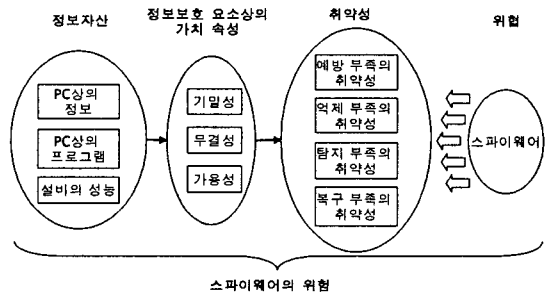 정보자산
정보보호 요소상의
가치 속성
취약성
위협
PC상의
정보
PC상의
프로그램
설비의 성능
기밀성
무결성
가용성
예방 부족의
취약성
억제 부족의
취약성
탐지 부족의
취약성
복구 부족의
취약성
스파이웨어
스파이웨어의 위험